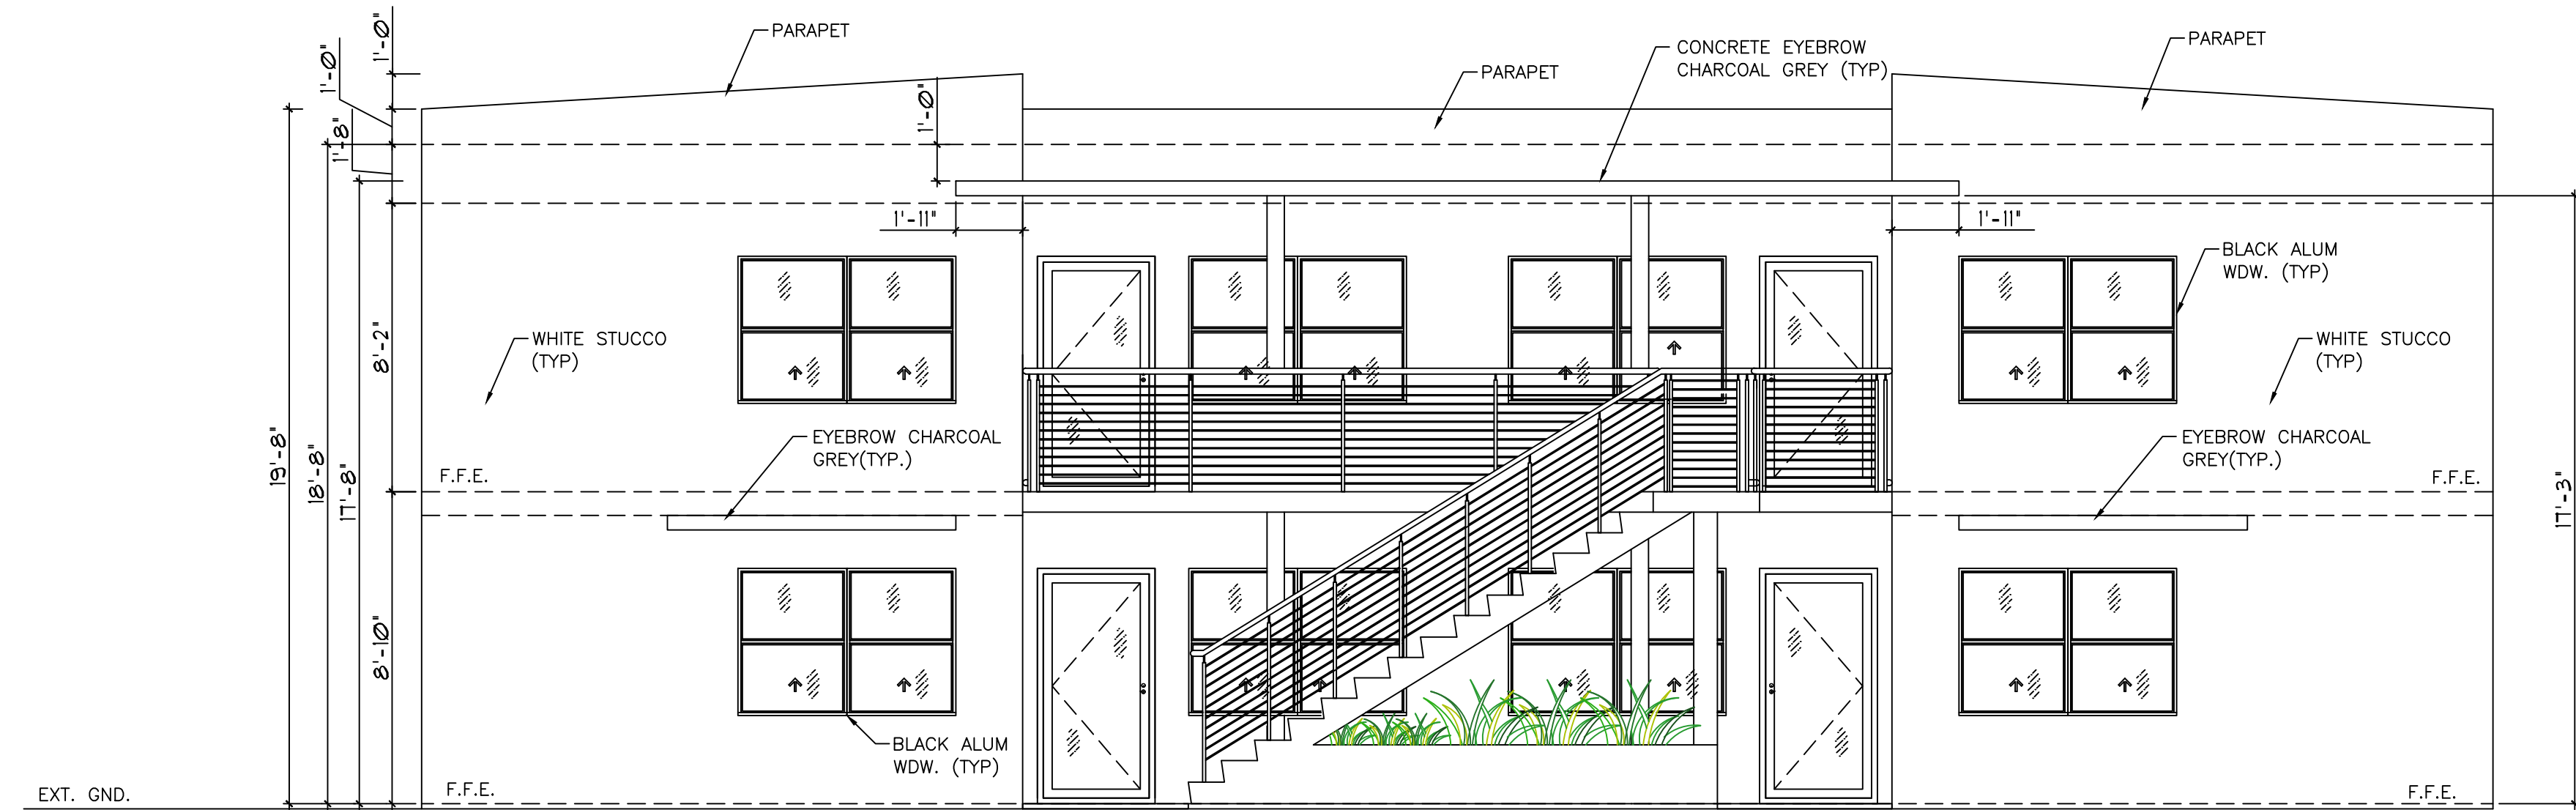 1'-0"
PARAPET
PARAPET
CONCRETE EYEBROW
CHARCOAL GREY (TYP)
PARAPET
1'-0"
1'-0"
1'-8"
1'-11"
1'-11"
BLACK ALUM
WDW. (TYP)
WHITE STUCCO
(TYP)
WHITE STUCCO
(TYP)
8'-2"
EYEBROW CHARCOAL
GREY(TYP.)
EYEBROW CHARCOAL
GREY(TYP.)
19'-8"
18'-8"
17'-8"
F.F.E.
F.F.E.
17'-3"
8'-10"
BLACK ALUM
WDW. (TYP)
EXT. GND.
F.F.E.
F.F.E.